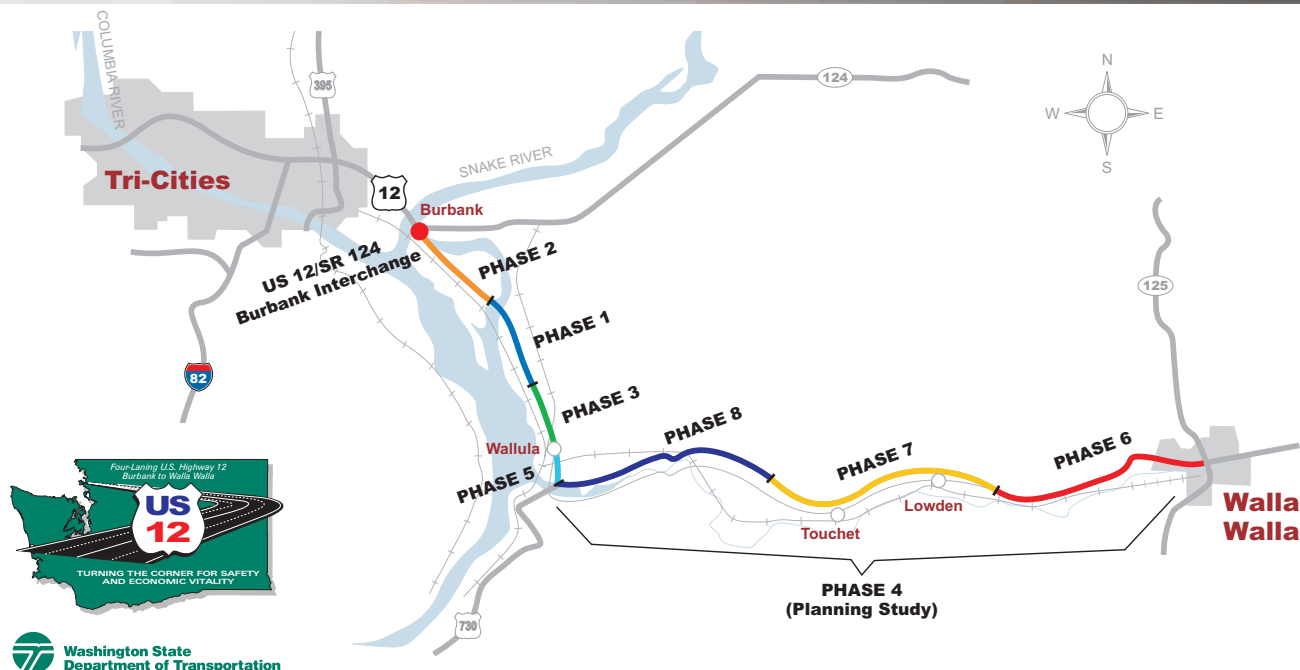 COLUMBIA RIVER
395
124
N
W
E
S
SNAKE RIVER
Tri-Cities
12
Burbank
US 12/SR 124
Burbank Interchange
PHASE 2
125
PHASE 1
82
PHASE 3
PHASE 8
Wallula
PHASE 7
PHASE 6
PHASE 5
Lowden
Touchet
Walla
Walla
Four-Laning U.S. Highway 12
Burbank to Walla Walla
US
12
TURNING THE CORNER FOR SAFETY
AND ECONOMIC VITALITY
PHASE 4
(Planning Study)
730
Washington State
Department of Transportation